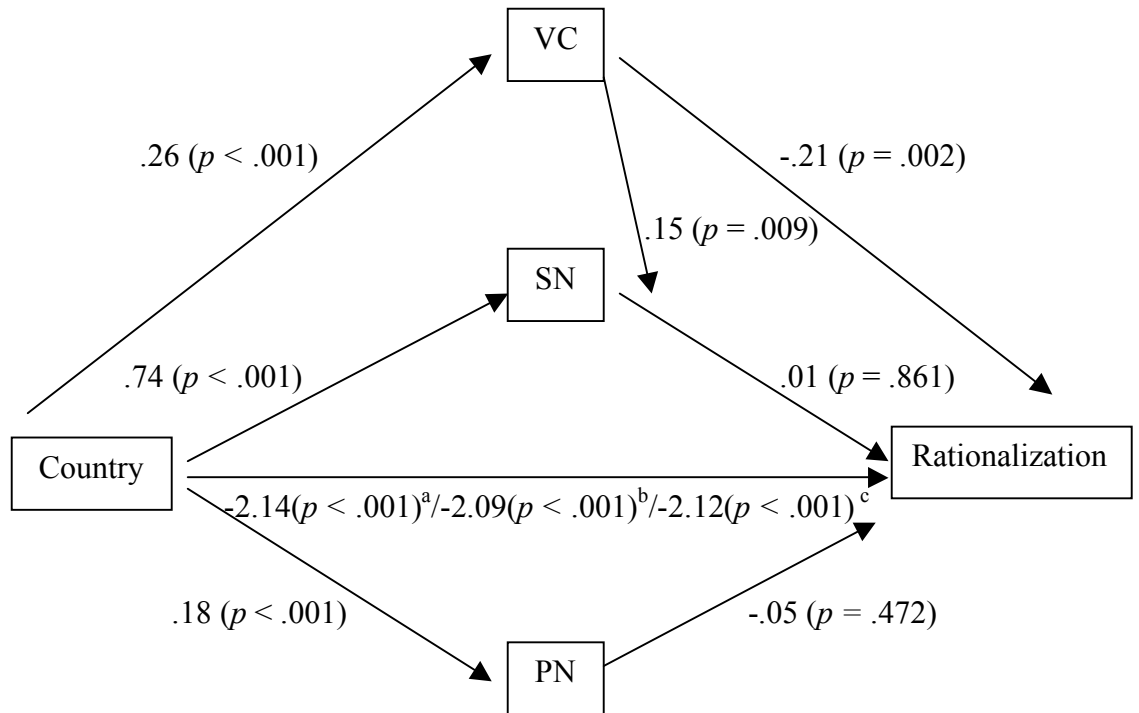 VC
.26 (p < .001)
-.21 (p = .002)
.15 (p = .009)
SN
.74 (p < .001)
.01 (p = .861)
Country
Rationalization
-2.14(p < .001)ᵃ/-2.09(p < .001)ᵇ/-2.12(p < .001) ᶜ
.18 (p < .001)
-.05 (p = .472)
PN